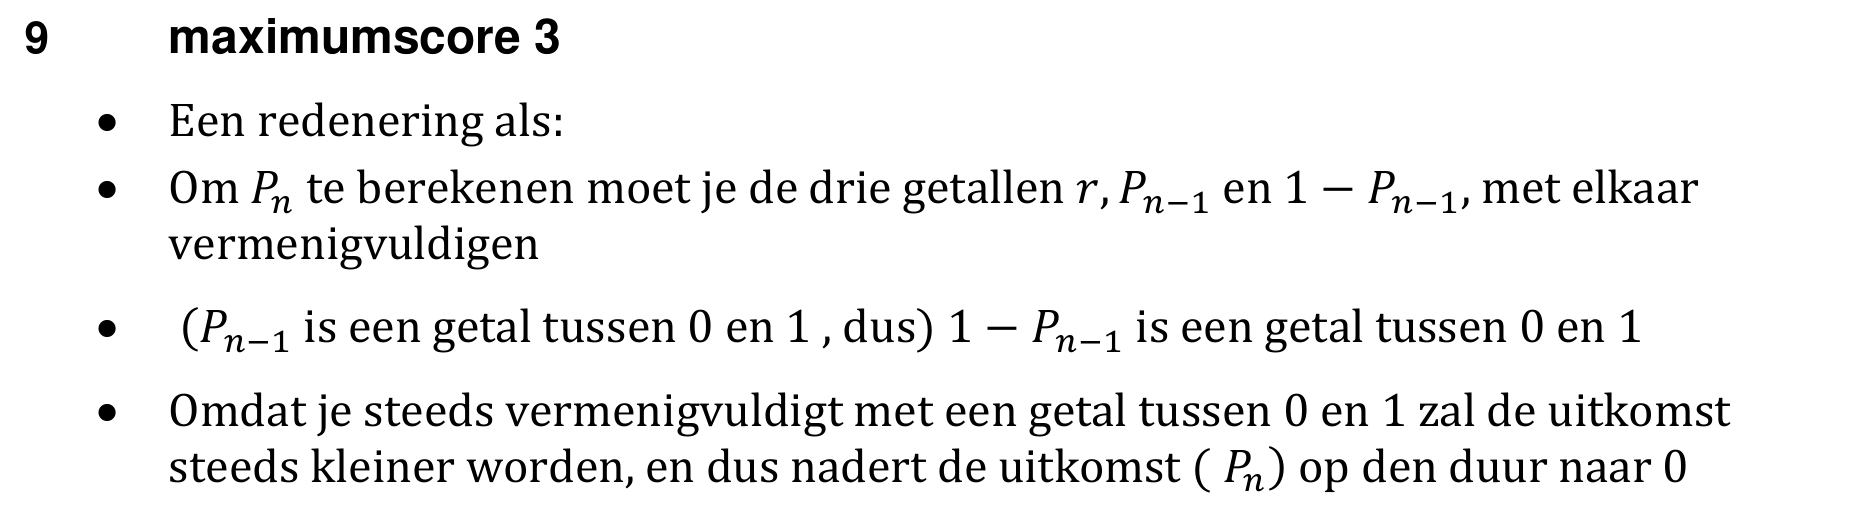 9 maximumscore 3
• Een redenering als:
• Om Pₙ te berekenen moet je de drie getallen r, Pₙ₋₁ en 1 − Pₙ₋₁, met elkaar
vermenigvuldigen
• (Pₙ₋₁ is een getal tussen 0 en 1 , dus) 1 − Pₙ₋₁ is een getal tussen 0 en 1
• Omdat je steeds vermenigvuldigt met een getal tussen 0 en 1 zal de uitkomst
steeds kleiner worden, en dus nadert de uitkomst ( Pₙ) op den duur naar 0